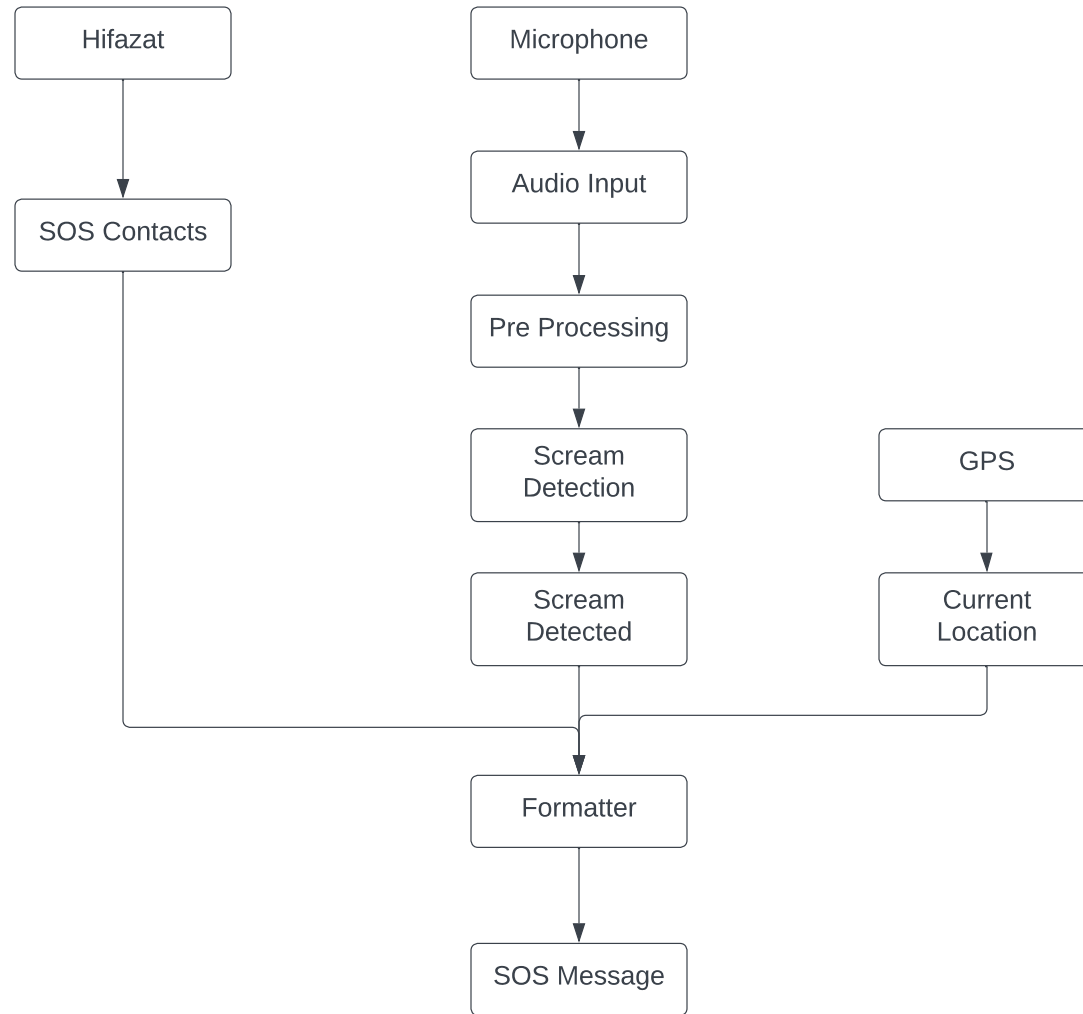 Hifazat
Microphone
Audio Input
SOS Contacts
Pre Processing
Scream
Detection
GPS
Scream
Detected
Current
Location
Formatter
SOS Message